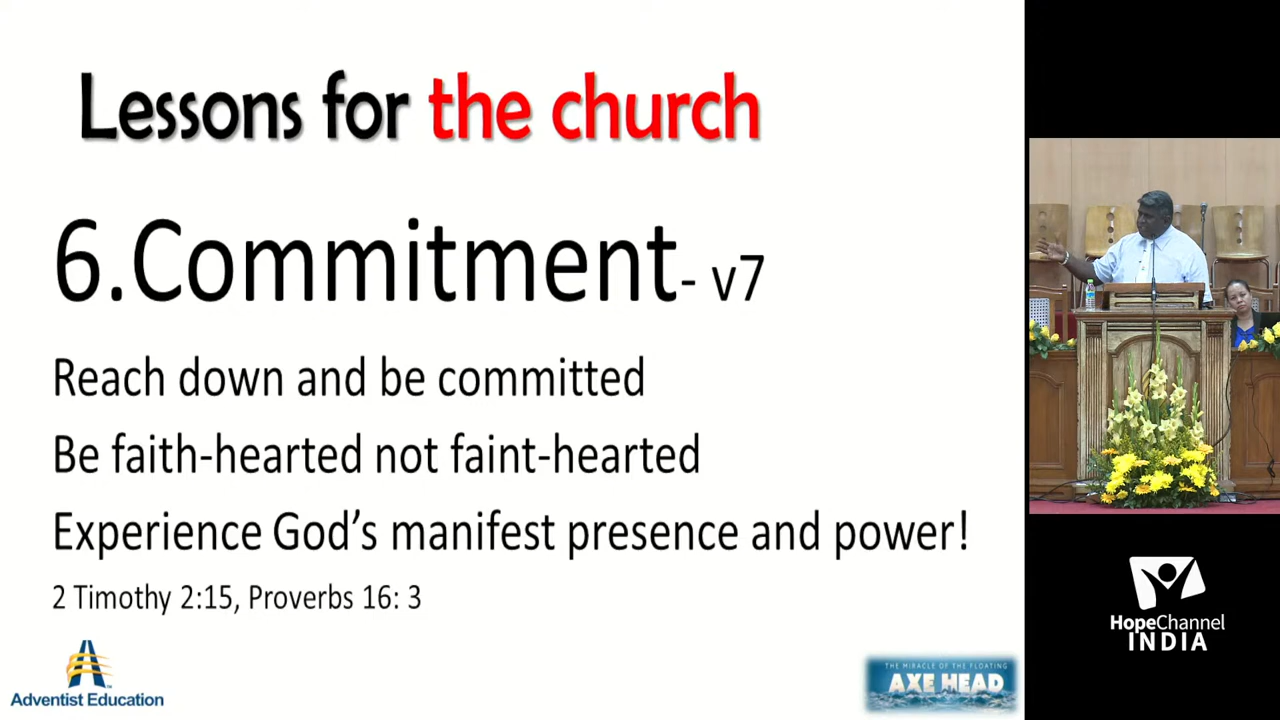 Lessons for the church
6.Commitment- v7
Reach down and be committed
Be faith-hearted not faint-hearted
Experience God’s manifest presence and power!
2 Timothy 2:15, Proverbs 16: 3
Adventist Education
THE MIRACLE OF THE FLOATING
AXE HEAD
HopeChannel
INDIA